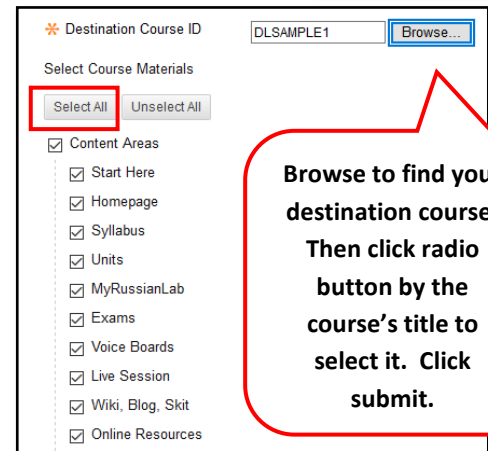 ✲ Destination Course ID DLSAMPLE1 Browse...
Select Course Materials
Select All Unselect All
Content Areas
Start Here
Homepage
Syllabus
Units
MyRussianLab
Exams
Voice Boards
Live Session
Wiki, Blog, Skit
Online Resources
Browse to find you
destination course
Then click radio
button by the
course's title to
select it. Click
submit.